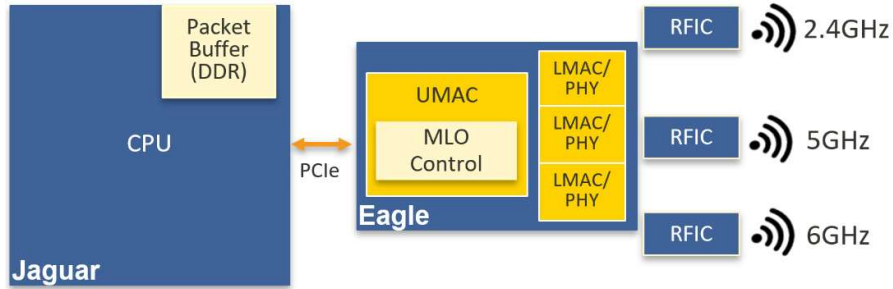 Packet
Buffer
(DDR)
CPU
Jaguar
PCIe
UMAC
MLO
Control
LMAC/
PHY
LMAC/
PHY
LMAC/
PHY
Eagle
RFIC
2.4GHz
RFIC
5GHz
RFIC
6GHz